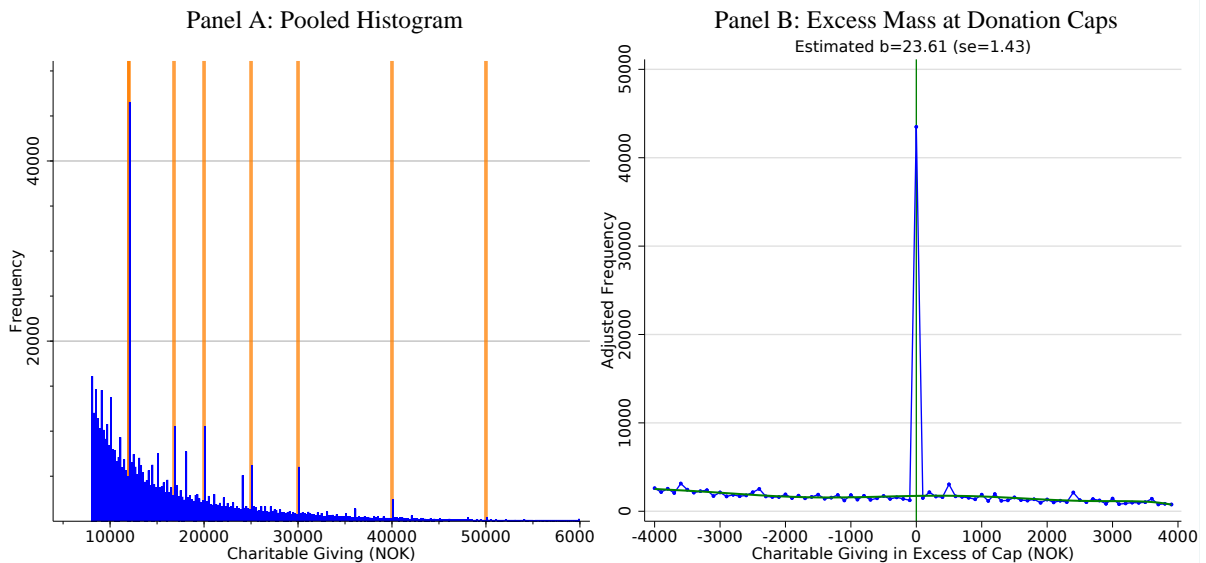 Panel A: Pooled Histogram
Frequency
20000
40000
10000 20000 30000 40000 50000 6000
Charitable Giving (NOK)
Panel B: Excess Mass at Donation Caps
Estimated b=23.61 (se=1.43)
Adjusted Frequency
0
10000
20000
30000
40000
50000
-4000 -3000 -2000 -1000 0 1000 2000 3000 4000
Charitable Giving in Excess of Cap (NOK)